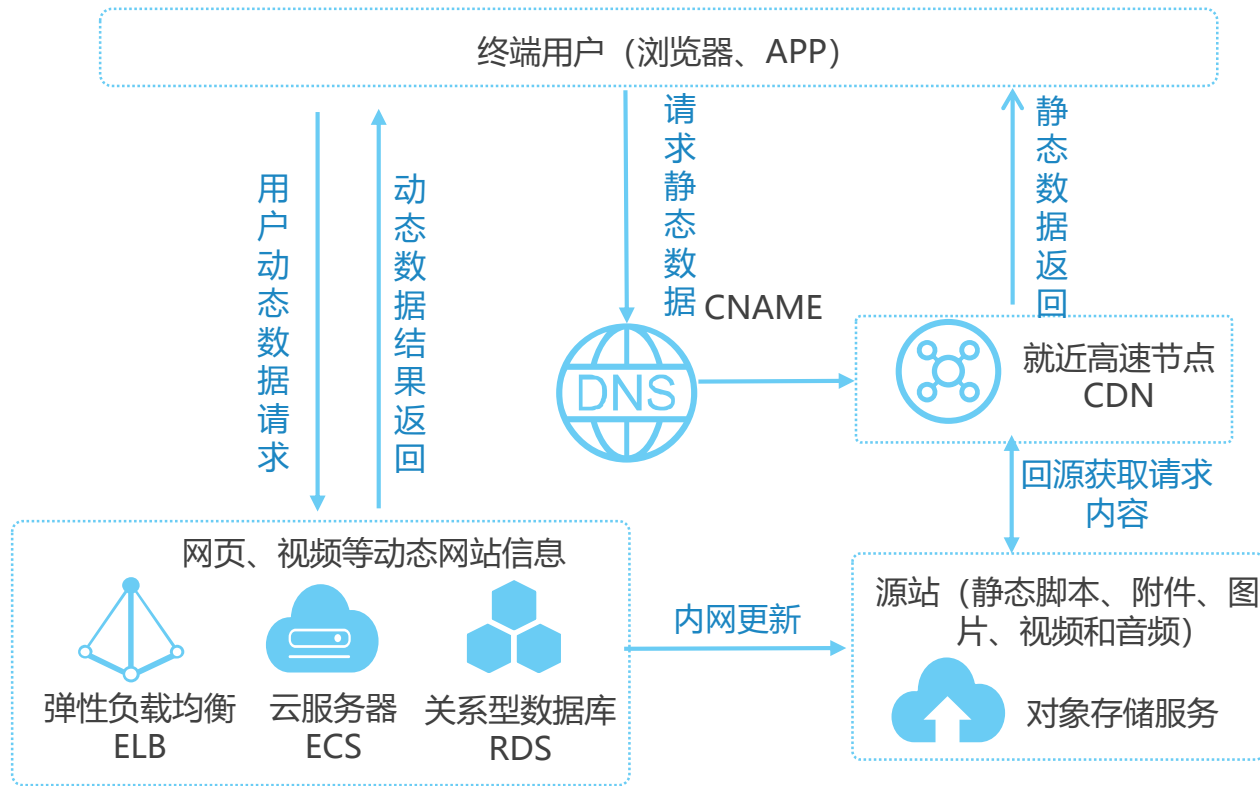 终端用户（浏览器、APP）
用户动态数据请求
动态数据结果返回
请求静态数据
静态数据返回
CNAME
DNS
就近高速节点
CDN
回源获取请求
内容
网页、视频等动态网站信息
弹性负载均衡
ELB
云服务器
ECS
关系型数据库
RDS
内网更新
源站（静态脚本、附件、图
片、视频和音频）
对象存储服务